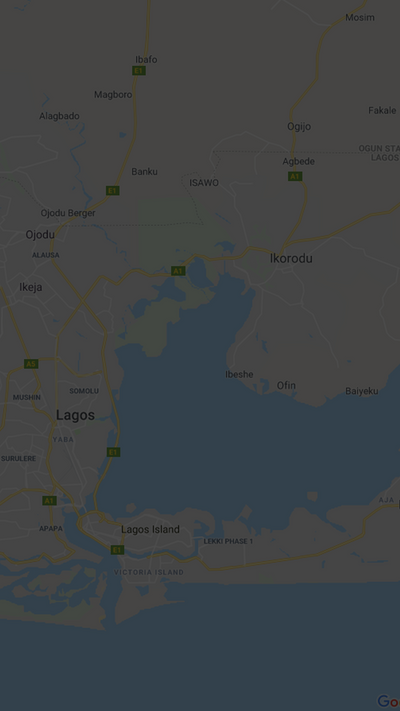 Mosim
Ibafo
E1
Magboro
Fakale
Alagbado
Ogijo
OGUN STA
LAGOS
Agbede
A1
Banku
ISAWO
E1
Ojodu Berger
Ojodu
ALAUSA
Ikorodu
A1
Ikeja
A5
Ibeshe
Ofin
Baiyeku
SOMOLU
MUSHIN
Lagos
YABA
E1
SURULERE
A1
AJA
APAPA
Lagos Island
LEKKI PHASE 1
E1
VICTORIA ISLAND
Go